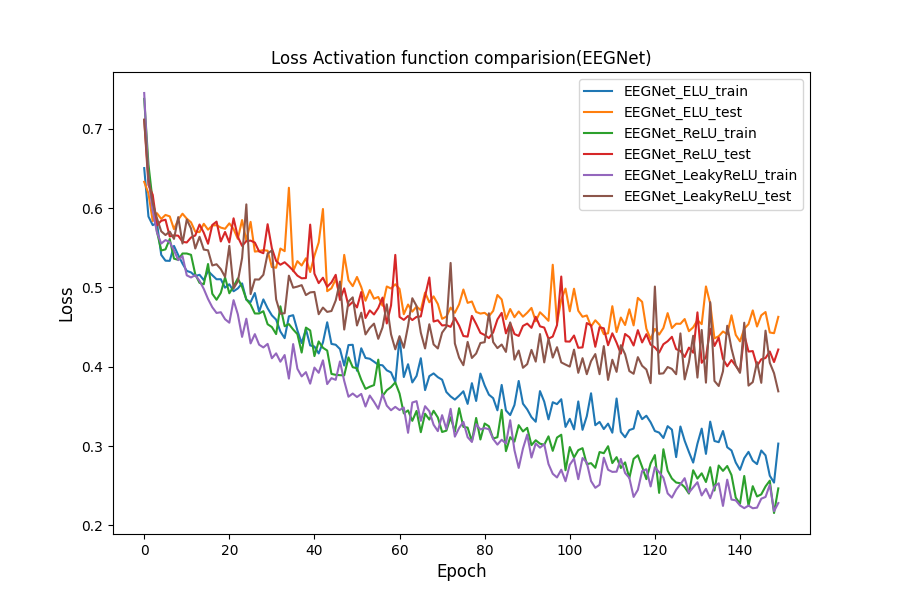 Loss Activation function comparision(EEGNet)
EEGNet_ELU_train
EEGNet_ELU_test
EEGNet_ReLU_train
EEGNet_ReLU_test
EEGNet_LeakyReLU_train
EEGNet_LeakyReLU_test
0.7
0.6
0.5
0.4
0.3
0.2
Loss
0 20 40 60 80 100 120 140
Epoch